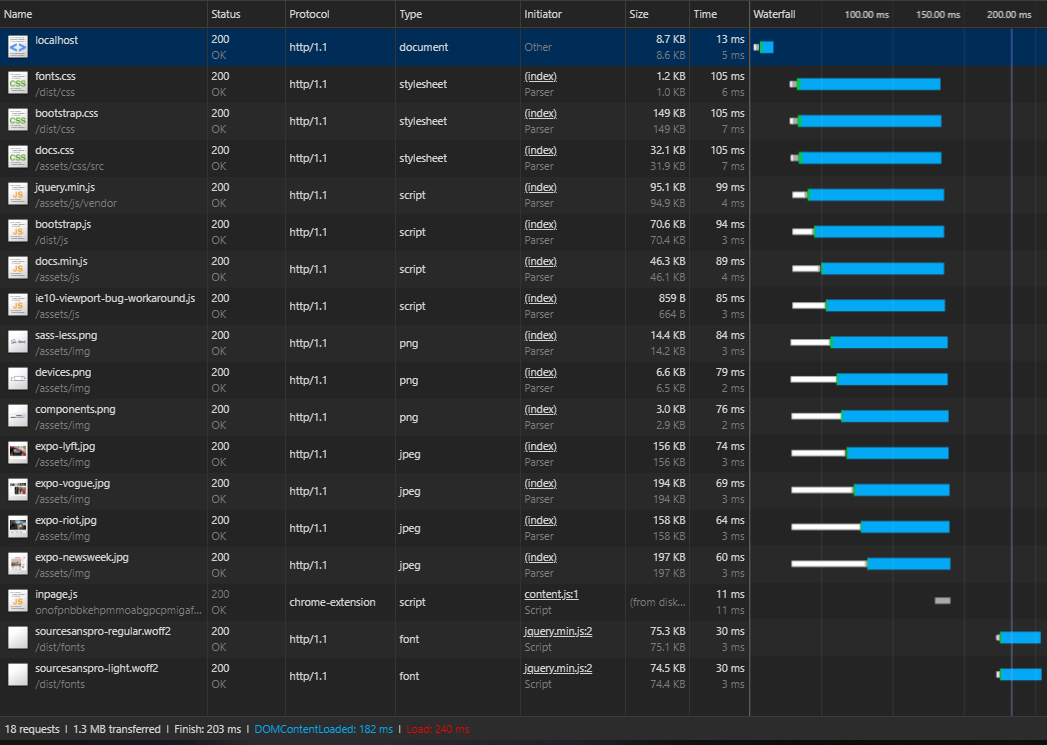 Name Status Protocol Type Initiator Size Time Waterfall 100.00 ms 150.00 ms 200.00 ms
localhost 200 http/1.1 document Other 8.7 KB 13 ms
OK 8.6 KB 5 ms
fonts.css 200 http/1.1 stylesheet (index) 1.2 KB 105 ms
/dist/css OK Parser 1.0 KB 6 ms
bootstrap.css 200 http/1.1 stylesheet (index) 149 KB 105 ms
/dist/css OK Parser 149 KB 7 ms
docs.css 200 http/1.1 stylesheet (index) 32.1 KB 105 ms
/assets/css/src OK Parser 31.9 KB 7 ms
jquery.min.js 200 http/1.1 script (index) 95.1 KB 99 ms
/assets/js/vendor OK Parser 94.9 KB 4 ms
bootstrap.js 200 http/1.1 script (index) 70.6 KB 94 ms
/dist/js OK Parser 70.4 KB 3 ms
docs.min.js 200 http/1.1 script (index) 46.3 KB 89 ms
/assets/js OK Parser 46.1 KB 4 ms
ie10-viewport-bug-workaround.js 200 http/1.1 script (index) 859 B 85 ms
/assets/js OK Parser 664 B 3 ms
sass-less.png 200 http/1.1 png (index) 14.4 KB 84 ms
/assets/img OK Parser 14.2 KB 3 ms
devices.png 200 http/1.1 png (index) 6.6 KB 79 ms
/assets/img OK Parser 6.5 KB 2 ms
components.png 200 http/1.1 png (index) 3.0 KB 76 ms
/assets/img OK Parser 2.9 KB 2 ms
expo-lyft.jpg 200 http/1.1 jpeg (index) 156 KB 74 ms
/assets/img OK Parser 156 KB 3 ms
expo-vogue.jpg 200 http/1.1 jpeg (index) 194 KB 69 ms
/assets/img OK Parser 194 KB 3 ms
expo-riot.jpg 200 http/1.1 jpeg (index) 158 KB 64 ms
/assets/img OK Parser 158 KB 3 ms
expo-newsweek.jpg 200 http/1.1 jpeg (index) 197 KB 60 ms
/assets/img OK Parser 197 KB 3 ms
inpage.js 200 chrome-extension script content.js:1 (from disk... 11 ms
onofpnbbkehpmmoabgpcpmigaf... OK Script 11 ms
sourcesanspro-regular.woff2 200 http/1.1 font jquery.min.js:2 75.3 KB 30 ms
/dist/fonts OK Script 75.1 KB 3 ms
sourcesanspro-light.woff2 200 http/1.1 font jquery.min.js:2 74.5 KB 30 ms
/dist/fonts OK Script 74.4 KB 3 ms
18 requests | 1.3 MB transferred | Finish: 203 ms | DOMContentLoaded: 182 ms | Load: 240 ms